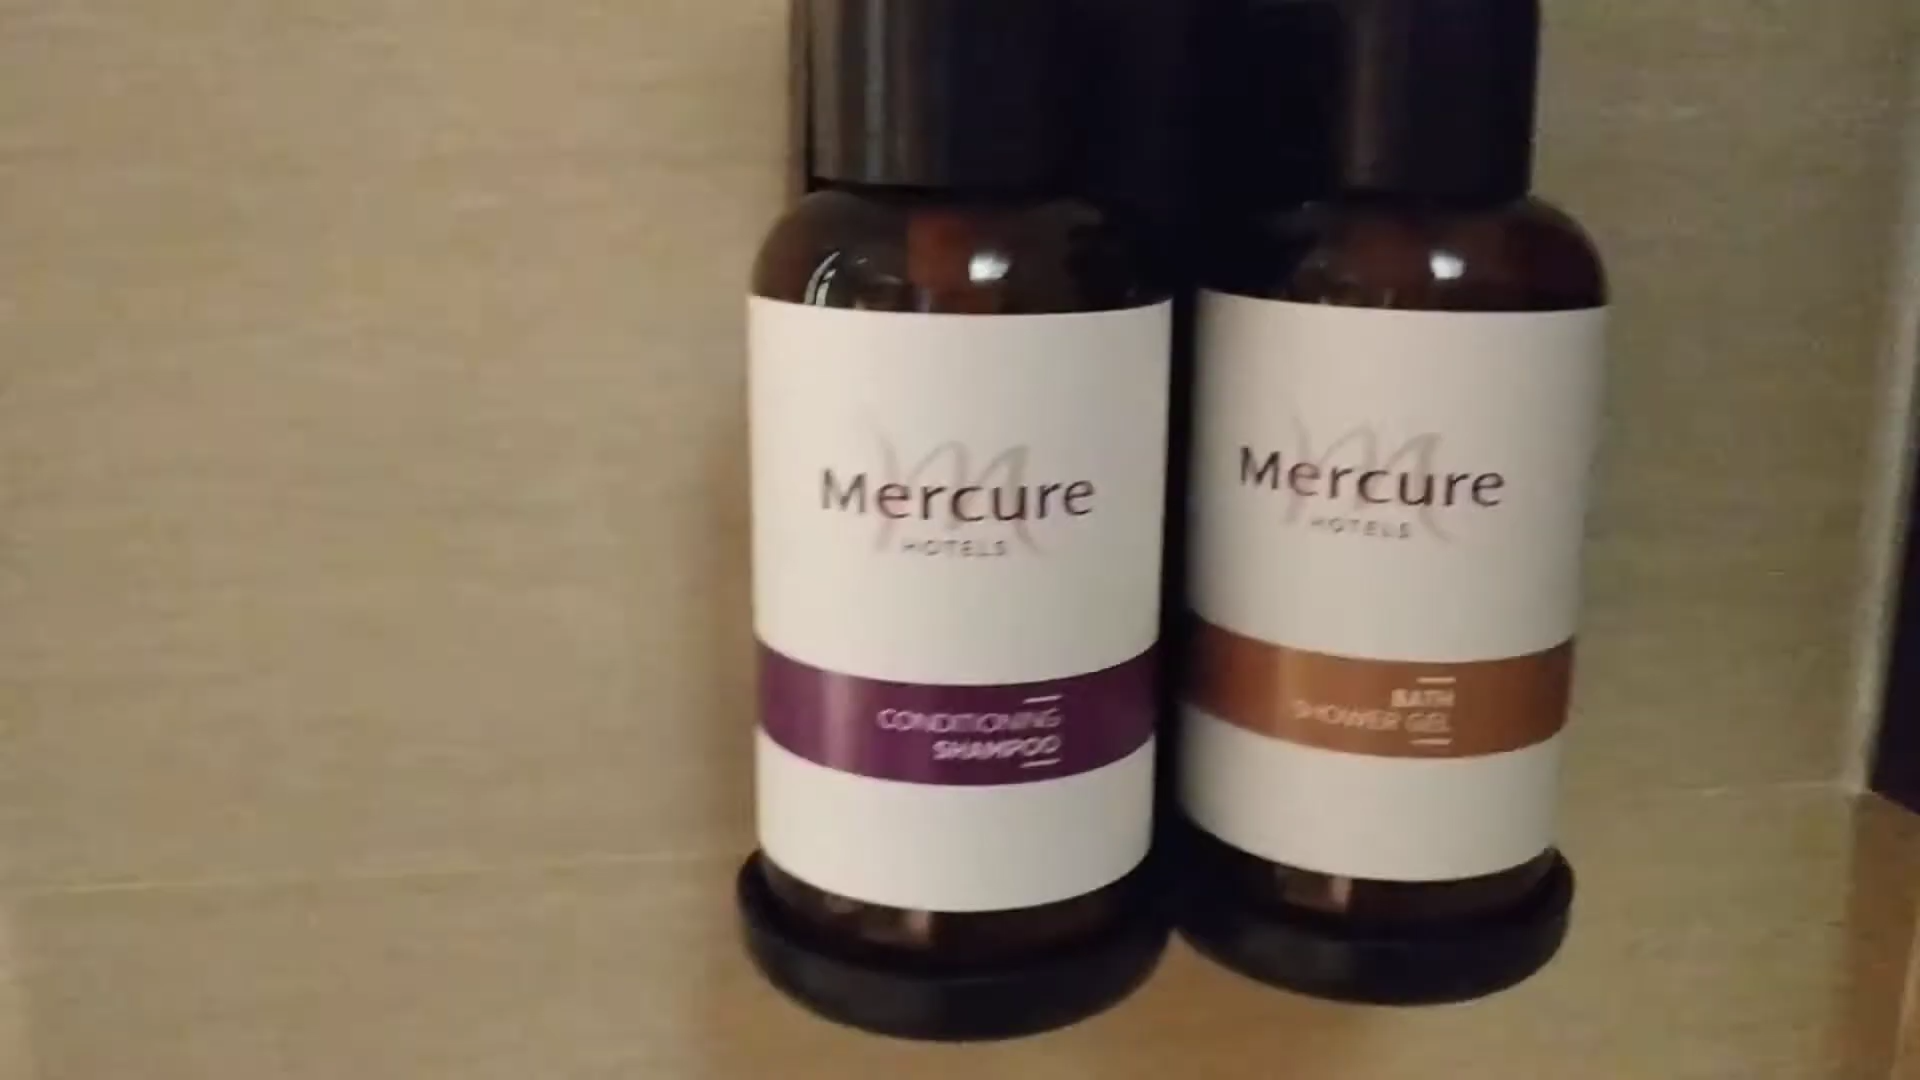 Mercure
HOTELS
CONDITIONING
SHAMPOO
Mercure
HOTELS
BATH
SHOWER GEL